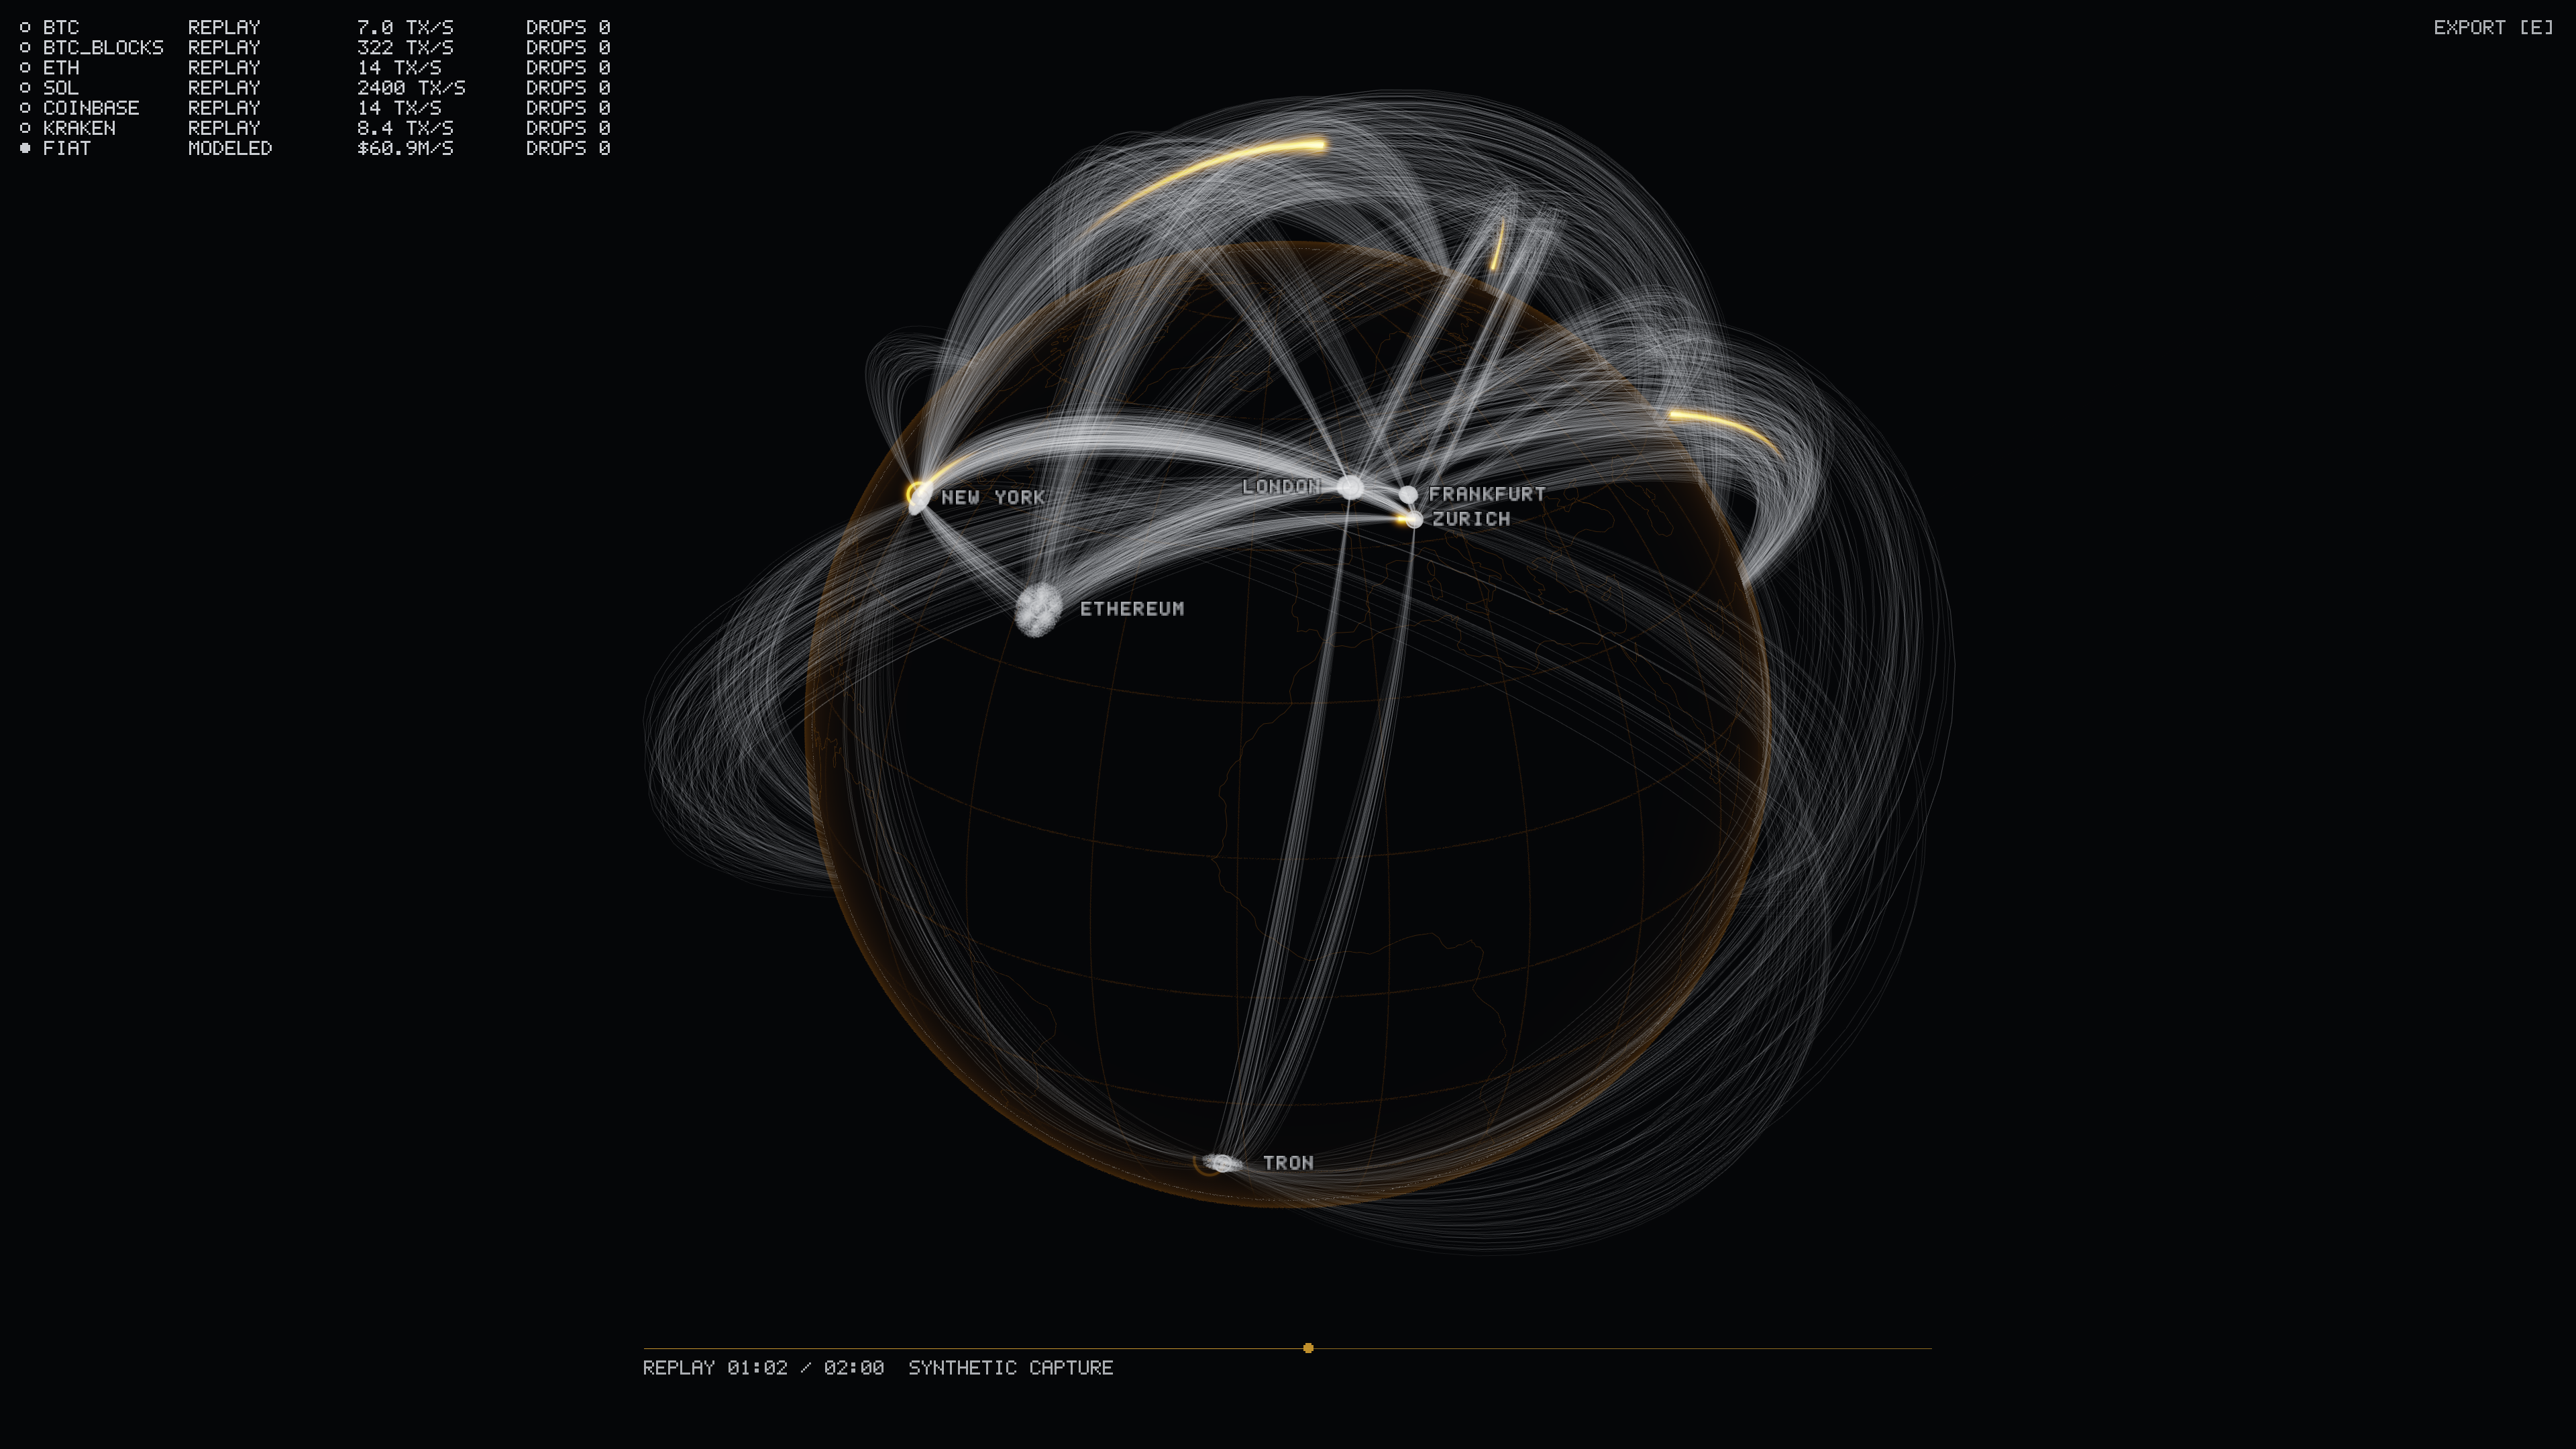 BTC REPLAY 7.0 TX/S DROPS 0
BTC_BLOCKS REPLAY 322 TX/S DROPS 0
ETH REPLAY 14 TX/S DROPS 0
SOL REPLAY 2400 TX/S DROPS 0
COINBASE REPLAY 14 TX/S DROPS 0
KRAKEN REPLAY 8.4 TX/S DROPS 0
FIAT MODELED $60.9M/S DROPS 0
EXPORT [E]
NEW YORK
LONDON
FRANKFURT
ZURICH
ETHEREUM
TRON
REPLAY 01:02 / 02:00 SYNTHETIC CAPTURE